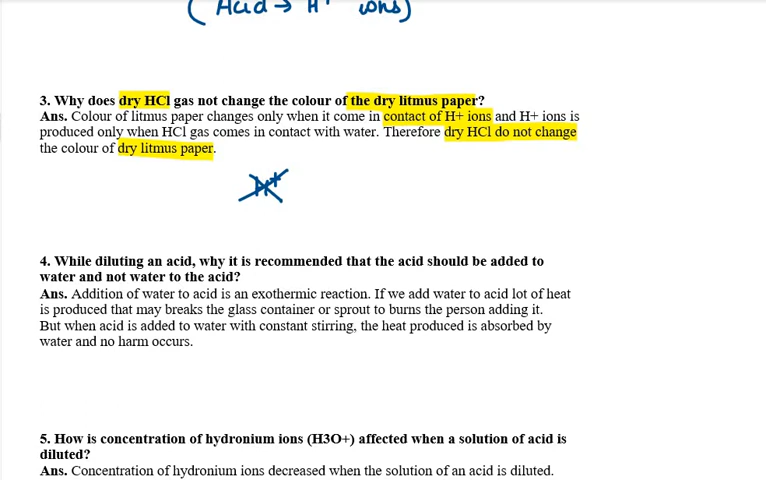 (Acid → H+ ions)
3. Why does dry HCl gas not change the colour of the dry litmus paper?
Ans. Colour of litmus paper changes only when it come in contact of H+ ions and H+ ions is
produced only when HCl gas comes in contact with water. Therefore dry HCl do not change
the colour of dry litmus paper.
4. While diluting an acid, why it is recommended that the acid should be added to
water and not water to the acid?
Ans. Addition of water to acid is an exothermic reaction. If we add water to acid lot of heat
is produced that may breaks the glass container or sprout to burns the person adding it.
But when acid is added to water with constant stirring, the heat produced is absorbed by
water and no harm occurs.
5. How is concentration of hydronium ions (H3O+) affected when a solution of acid is
diluted?
Ans. Concentration of hydronium ions decreased when the solution of an acid is diluted.